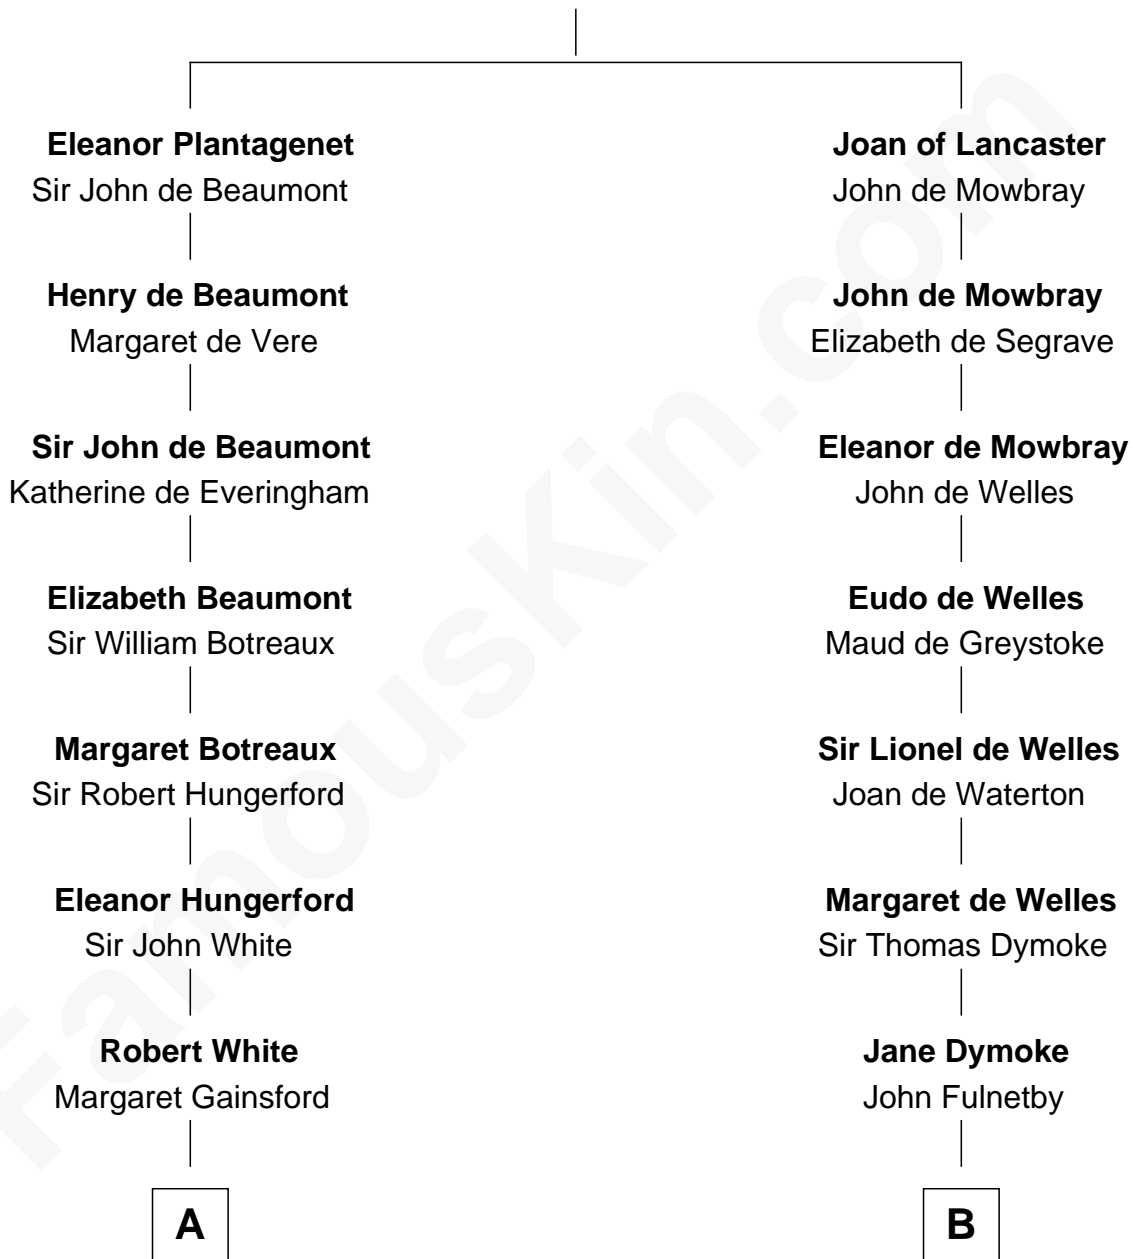 Eleanor Plantagenet
Sir John de Beaumont
Henry de Beaumont
Margaret de Vere
Sir John de Beaumont
Katherine de Everingham
Elizabeth Beaumont
Sir William Botreaux
Margaret Botreaux
Sir Robert Hungerford
Eleanor Hungerford
Sir John White
Robert White
Margaret Gainsford
A
Joan of Lancaster
John de Mowbray
John de Mowbray
Elizabeth de Segrave
Eleanor de Mowbray
John de Welles
Eudo de Welles
Maud de Greystoke
Sir Lionel de Welles
Joan de Waterton
Margaret de Welles
Sir Thomas Dymoke
Jane Dymoke
John Fulnetby
B
FamousKin.com